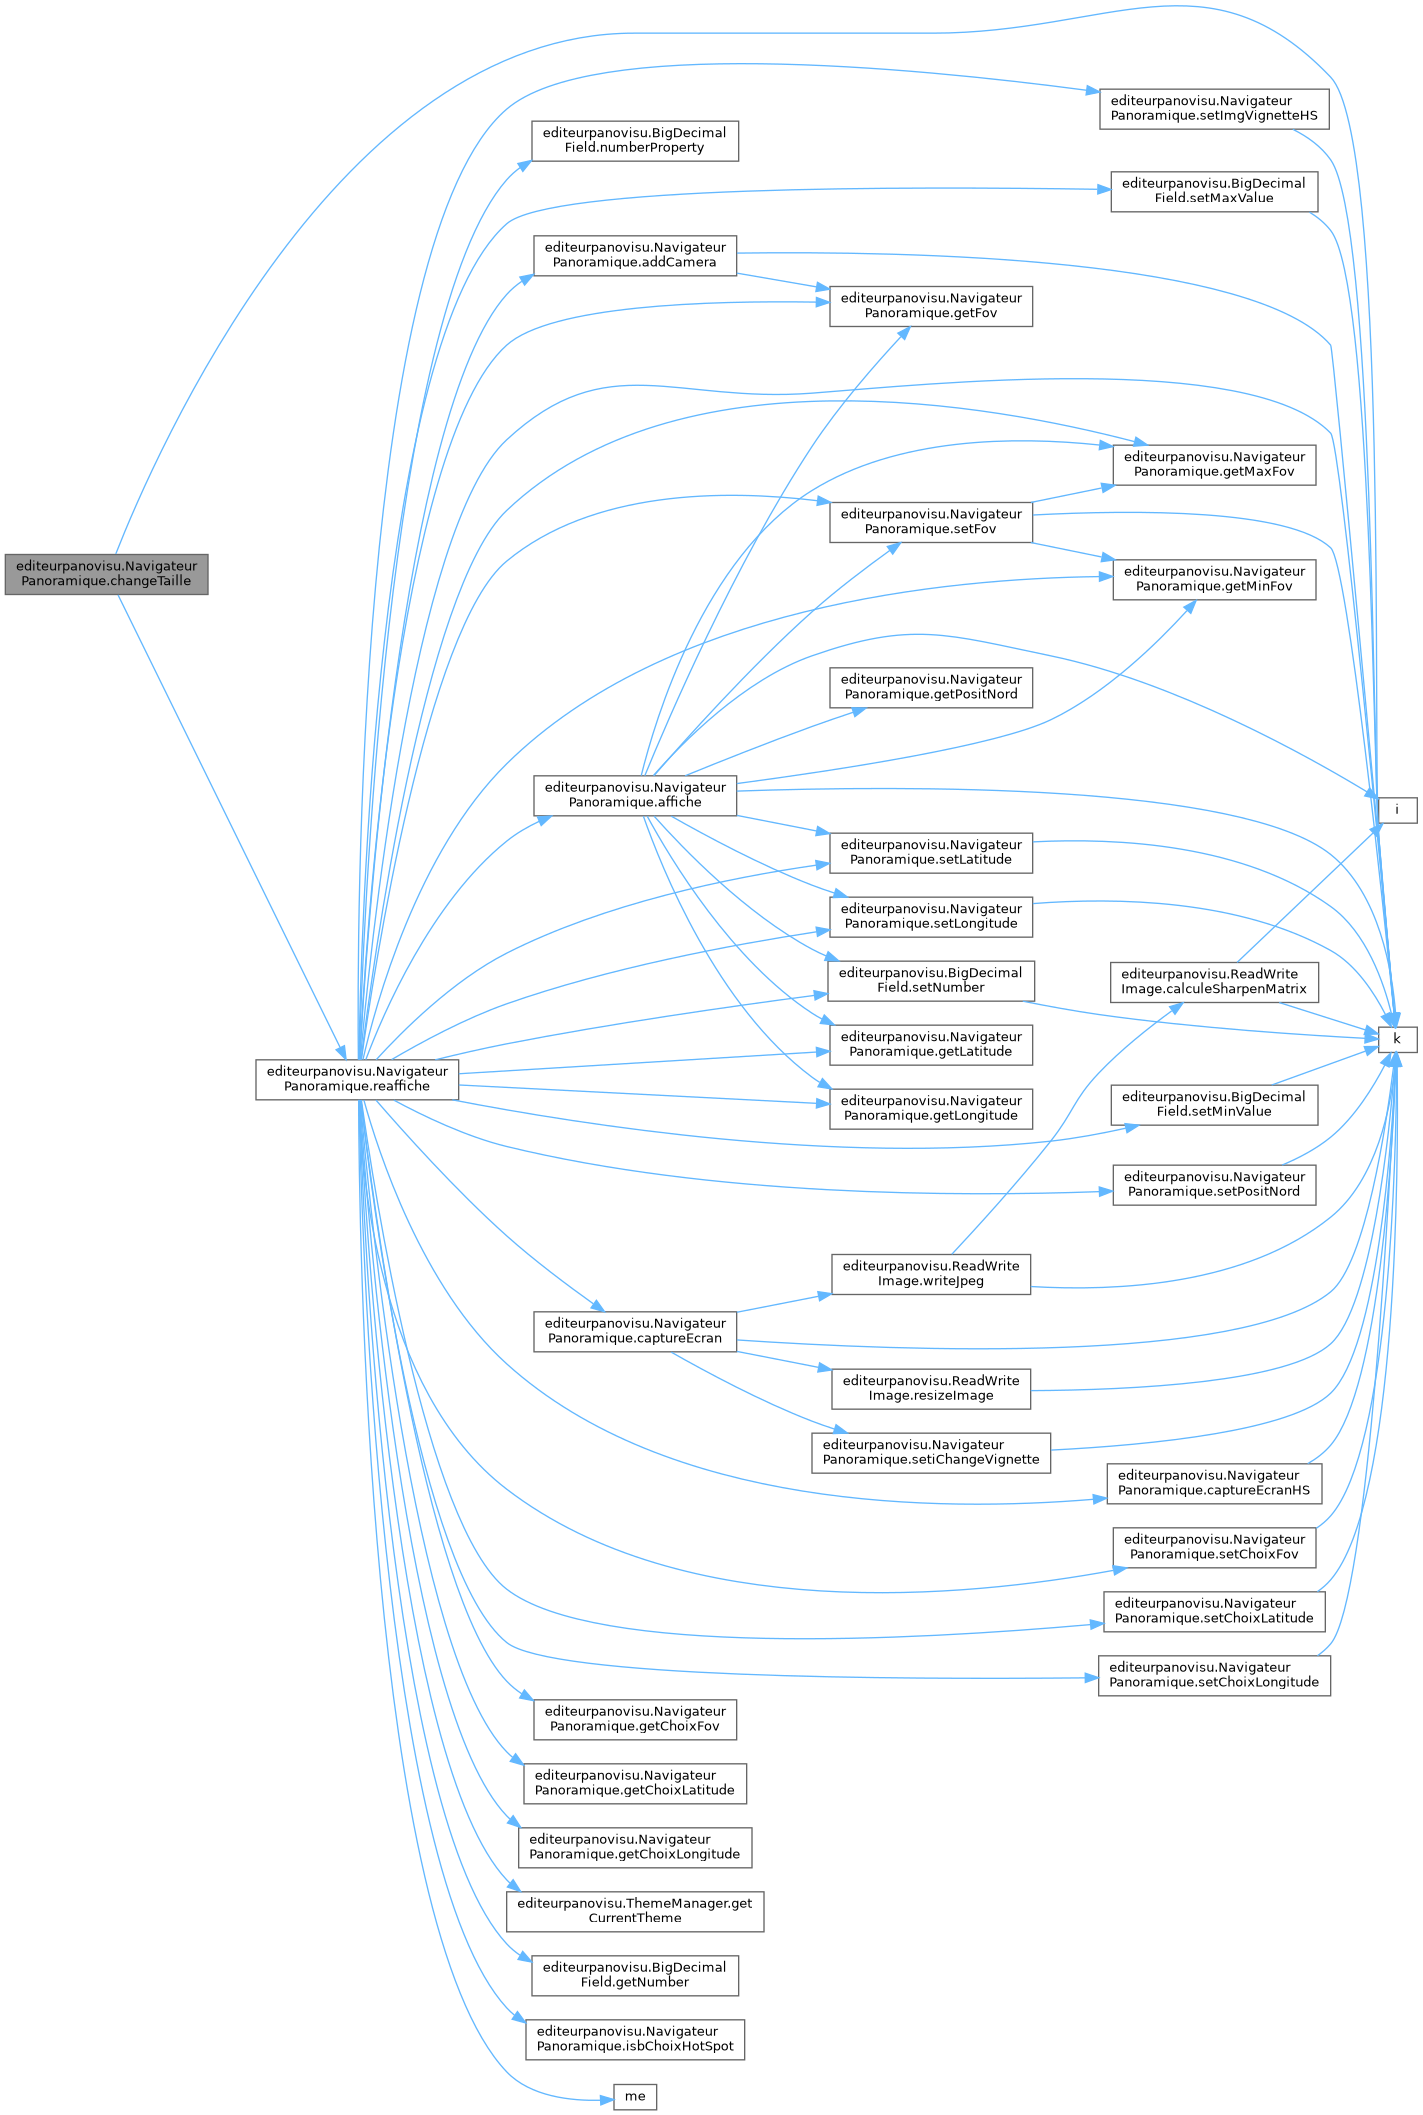 editeurpanovisu.Navigateur
Panoramique.setImgVignetteHS
editeurpanovisu.BigDecimal
Field.numberProperty
editeurpanovisu.BigDecimal
Field.setMaxValue
editeurpanovisu.Navigateur
Panoramique.addCamera
editeurpanovisu.Navigateur
Panoramique.getFov
editeurpanovisu.Navigateur
Panoramique.getMaxFov
editeurpanovisu.Navigateur
Panoramique.setFov
editeurpanovisu.Navigateur
Panoramique.changeTaille
editeurpanovisu.Navigateur
Panoramique.getMinFov
editeurpanovisu.Navigateur
Panoramique.getPositNord
editeurpanovisu.Navigateur
Panoramique.affiche
i
editeurpanovisu.Navigateur
Panoramique.setLatitude
editeurpanovisu.Navigateur
Panoramique.setLongitude
editeurpanovisu.BigDecimal
Field.setNumber
editeurpanovisu.ReadWrite
Image.calculeSharpenMatrix
editeurpanovisu.Navigateur
Panoramique.getLatitude
k
editeurpanovisu.Navigateur
Panoramique.reaffiche
editeurpanovisu.Navigateur
Panoramique.getLongitude
editeurpanovisu.BigDecimal
Field.setMinValue
editeurpanovisu.Navigateur
Panoramique.setPositNord
editeurpanovisu.ReadWrite
Image.writeJpeg
editeurpanovisu.Navigateur
Panoramique.captureEcran
editeurpanovisu.ReadWrite
Image.resizeImage
editeurpanovisu.Navigateur
Panoramique.setiChangeVignette
editeurpanovisu.Navigateur
Panoramique.captureEcranHS
editeurpanovisu.Navigateur
Panoramique.setChoixFov
editeurpanovisu.Navigateur
Panoramique.setChoixLatitude
editeurpanovisu.Navigateur
Panoramique.setChoixLongitude
editeurpanovisu.Navigateur
Panoramique.getChoixFov
editeurpanovisu.Navigateur
Panoramique.getChoixLatitude
editeurpanovisu.Navigateur
Panoramique.getChoixLongitude
editeurpanovisu.ThemeManager.get
CurrentTheme
editeurpanovisu.BigDecimal
Field.getNumber
editeurpanovisu.Navigateur
Panoramique.isbChoixHotSpot
me